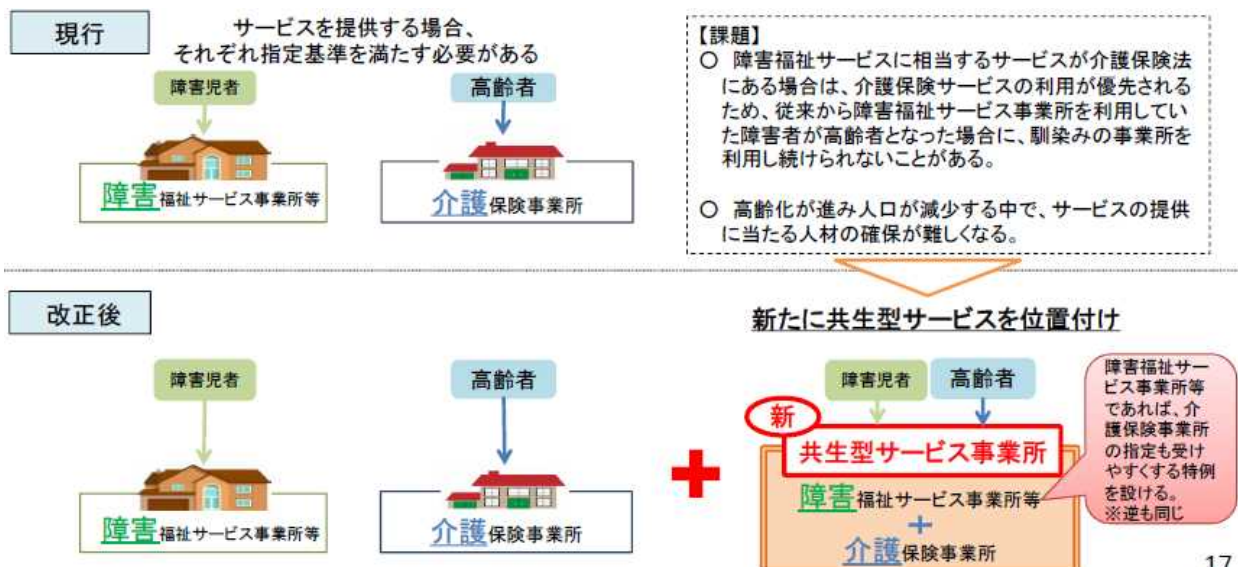 現行
サービスを提供する場合、
それぞれ指定基準を満たす必要がある
障害児者
高齢者
障害福祉サービス事業所等
介護保険事業所
【課題】
○ 障害福祉サービスに相当するサービスが介護保険法
にある場合は、介護保険サービスの利用が優先される
ため、従来から障害福祉サービス事業所を利用してい
た障害者が高齢者となった場合に、馴染みの事業所を
利用し続けられないことがある。
○ 高齢化が進み人口が減少する中で、サービスの提供
に当たる人材の確保が難しくなる。
改正後
新たに共生型サービスを位置付け
障害児者
高齢者
障害福祉サービス事業所等
介護保険事業所
+
障害児者
高齢者
新
共生型サービス事業所
障害福祉サービス事業所等
+
介護保険事業所
障害福祉サー
ビス事業所等
であれば、介
護保険事業所
の指定も受け
やすくする特例
を設ける。
※逆も同じ
17